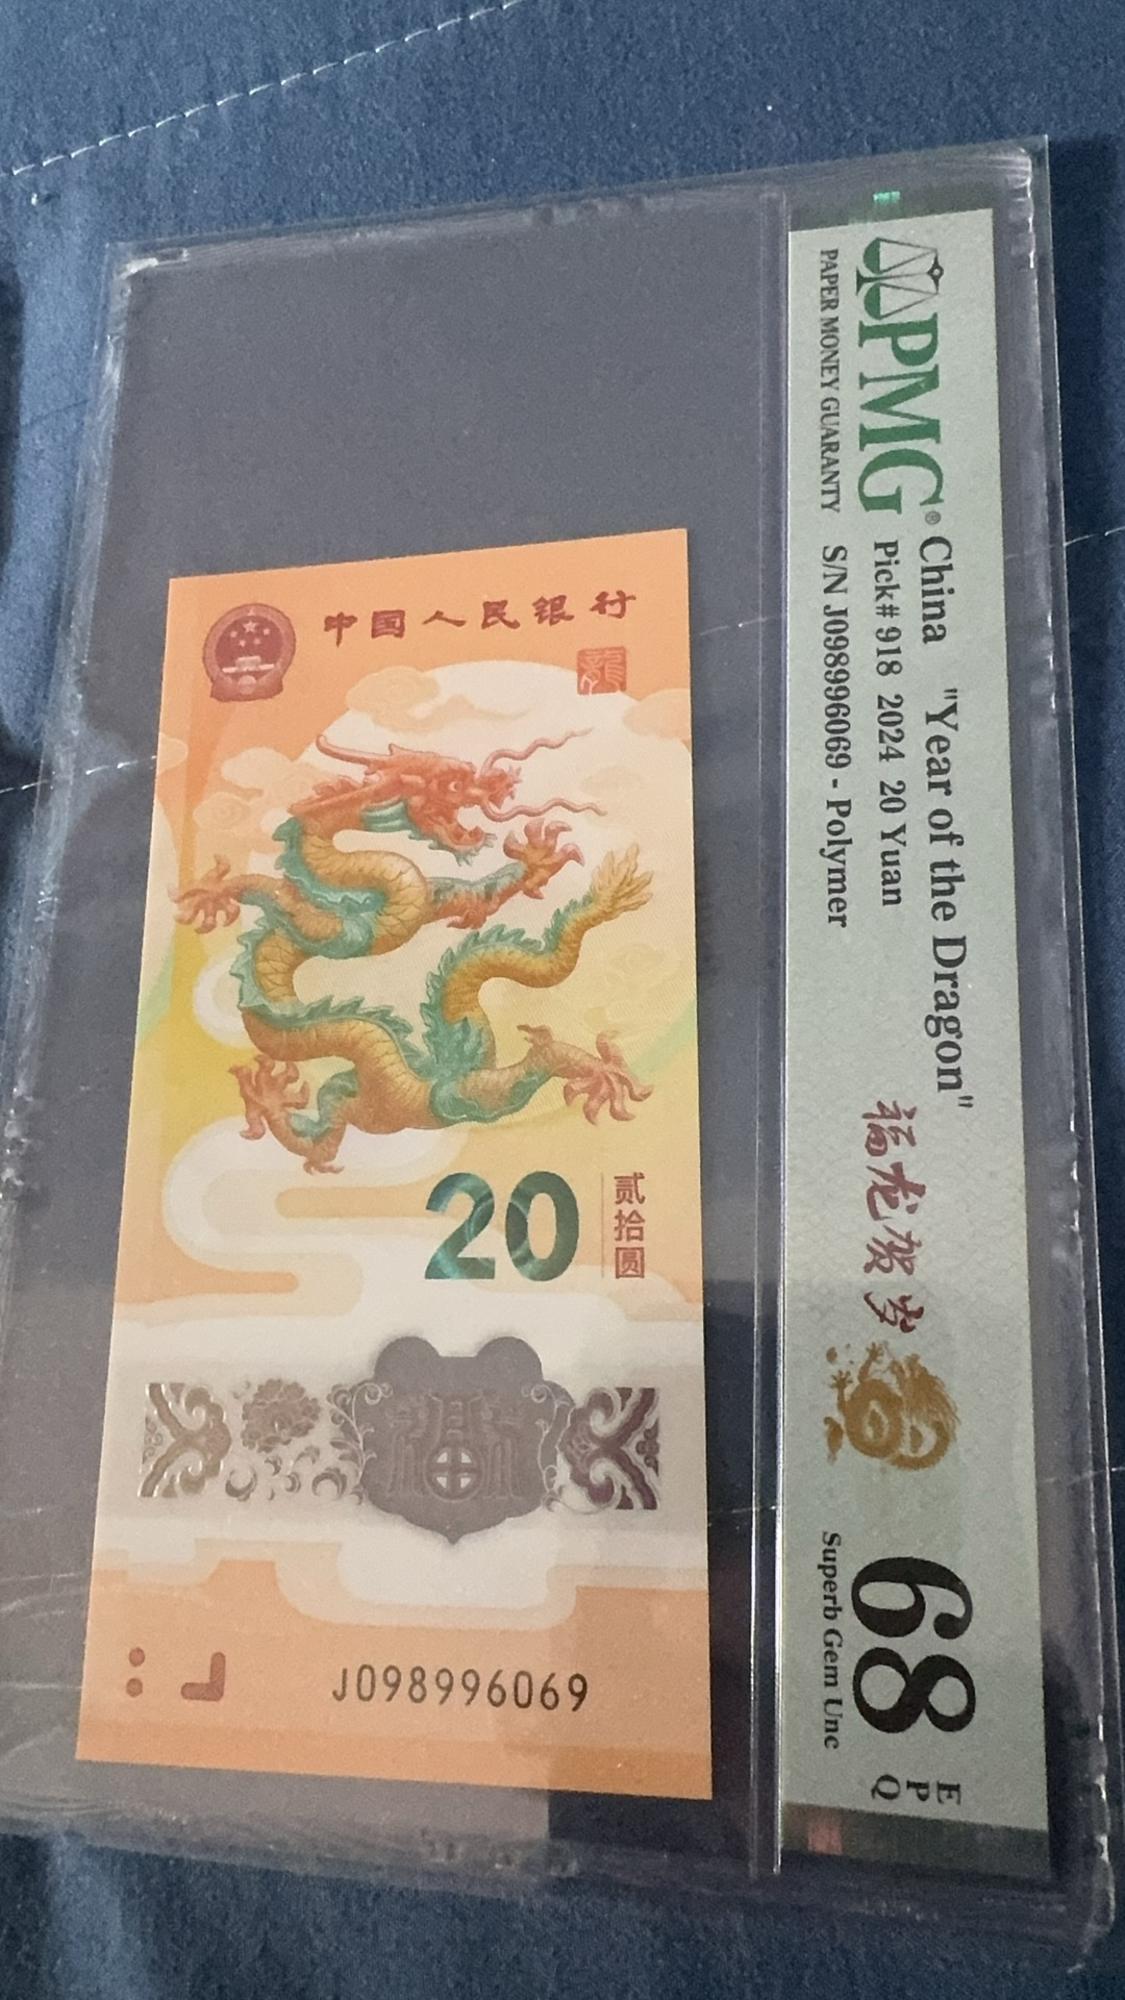 中国人民银行
龍
20
贰拾圆
J098996069
PMG®
PAPER MONEY GUARANTY
China "Year of the Dragon"
Pick# 918 2024 20 Yuan
S/N J098996069 - Polymer
福龙贺岁
68
EPQ
Superb Gem Unc